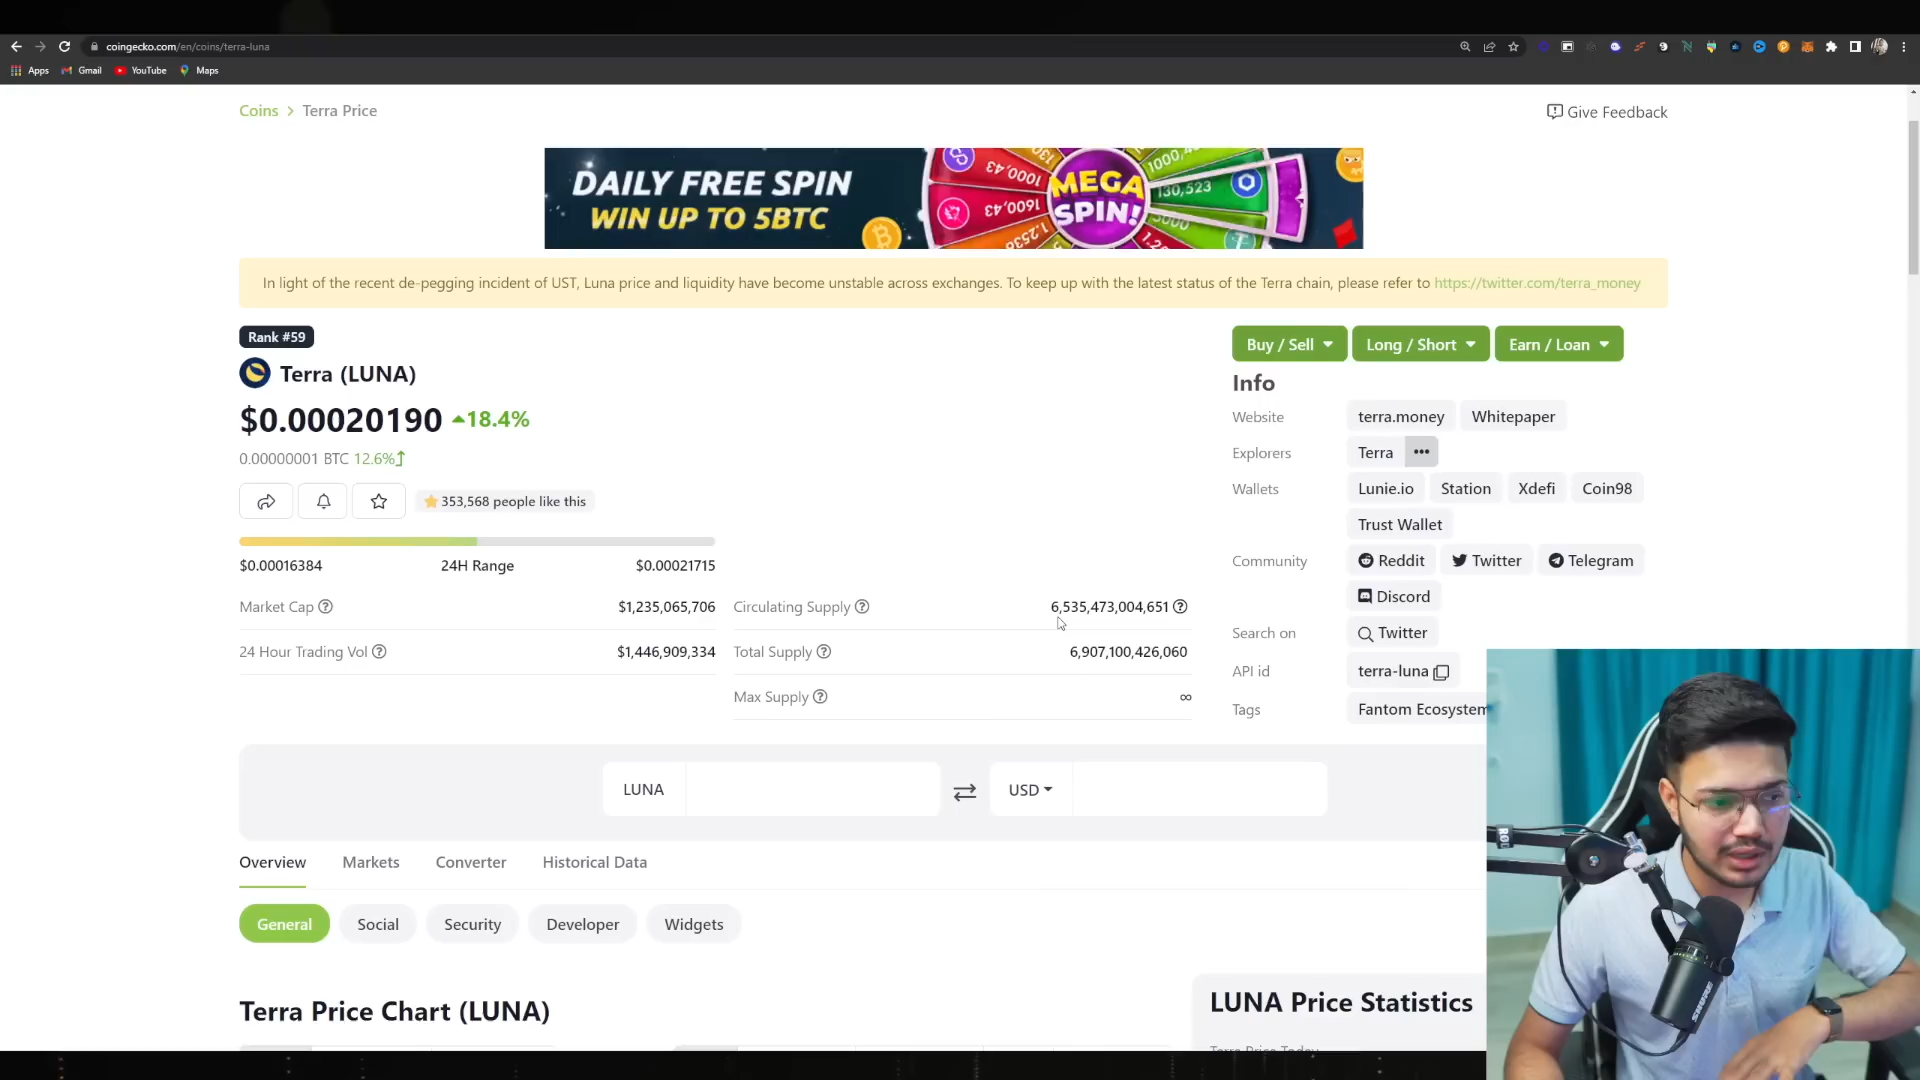 coingecko.com/en/coins/terra-luna
Apps Gmail YouTube Maps
Coins > Terra Price
Give Feedback
DAILY FREE SPIN
WIN UP TO 5BTC
MEGA
SPIN!
130,523
In light of the recent de-pegging incident of UST, Luna price and liquidity have become unstable across exchanges. To keep up with the latest status of the Terra chain, please refer to https://twitter.com/terra_money
Rank #59
Terra (LUNA)
$0.00020190 18.4%
0.00000001 BTC 12.6%
353,568 people like this
$0.00016384 24H Range $0.00021715
Market Cap $1,235,065,706
24 Hour Trading Vol $1,446,909,334
Circulating Supply 6,535,473,004,651
Total Supply 6,907,100,426,060
Max Supply ∞
Buy / Sell Long / Short Earn / Loan
Info
Website terra.money Whitepaper
Explorers Terra •••
Wallets Lunie.io Station Xdefi Coin98
Trust Wallet
Community Reddit Twitter Telegram
Discord
Search on Twitter
API id terra-luna
Tags Fantom Ecosystem
LUNA USD
Overview Markets Converter Historical Data
General Social Security Developer Widgets
Terra Price Chart (LUNA)
LUNA Price Statistics
Terra Price Today
SHURE